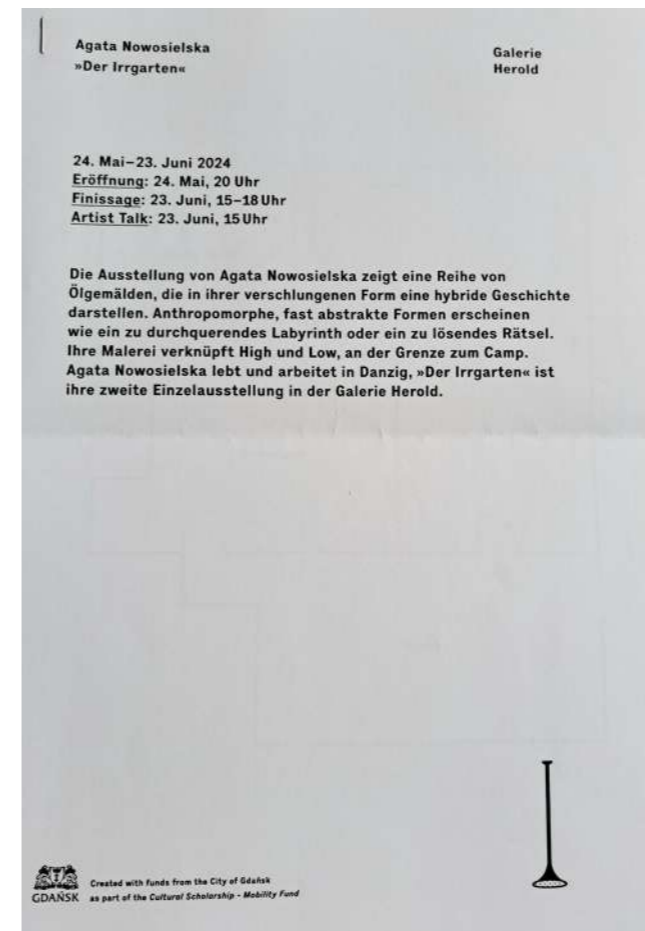 Agata Nowosielska
»Der Irrgarten«
Galerie
Herold
24. Mai–23. Juni 2024
Eröffnung: 24. Mai, 20 Uhr
Finissage: 23. Juni, 15–18 Uhr
Artist Talk: 23. Juni, 15 Uhr
Die Ausstellung von Agata Nowosielska zeigt eine Reihe von
Ölgemälden, die in ihrer verschlungenen Form eine hybride Geschichte
darstellen. Anthropomorphe, fast abstrakte Formen erscheinen
wie ein zu durchquerendes Labyrinth oder ein zu lösendes Rätsel.
Ihre Malerei verknüpft High und Low, an der Grenze zum Camp.
Agata Nowosielska lebt und arbeitet in Danzig, »Der Irrgarten« ist
ihre zweite Einzelausstellung in der Galerie Herold.
GDAŃSK
Created with funds from the City of Gdańsk
as part of the Cultural Scholarship - Mobility Fund